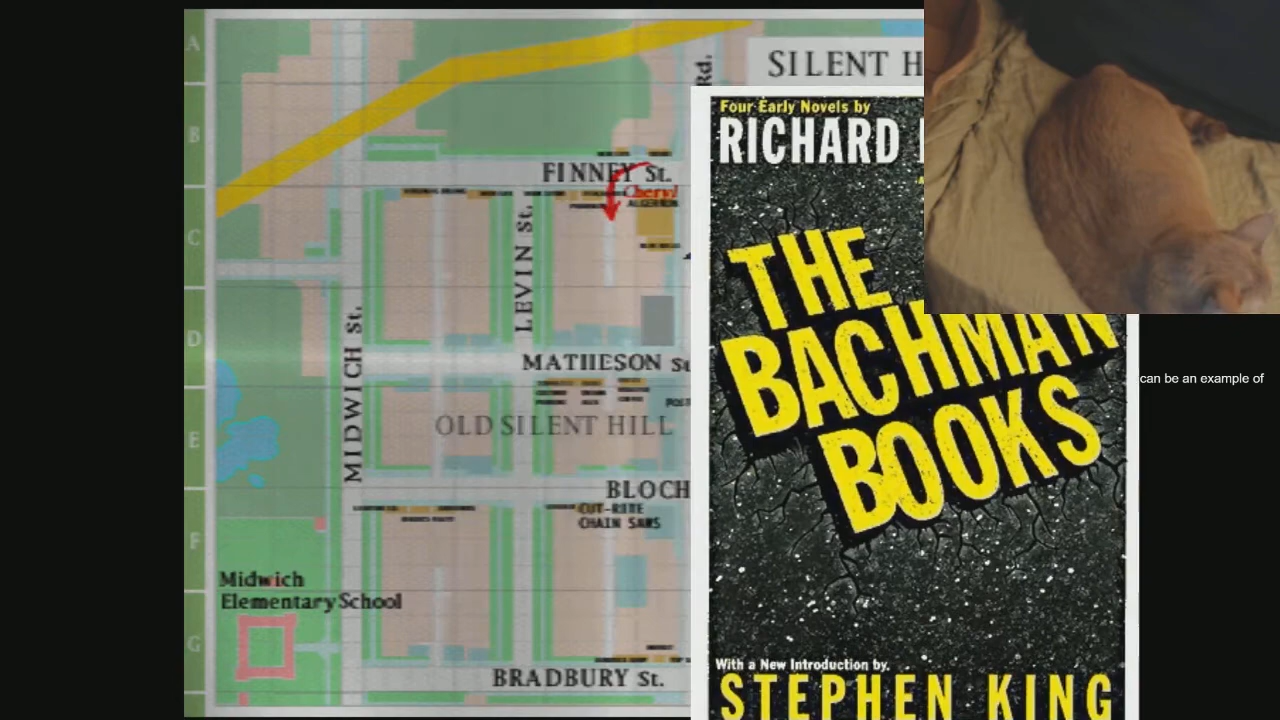 A
B
C
D
E
F
G
SILENT H
Rd.
FINNEY St.
Cheryl
ALGERNON
LEVIN St.
MIDWICH St.
MATHESON St
OLD SILENT HILL
BLOCH
CUT-RITE
CHAIN SAWS
Midwich
Elementary School
BRADBURY St.
Four Early Novels by
RICHARD
THE
BACHMAN
BOOKS
With a New Introduction by
STEPHEN KING
can be an example of